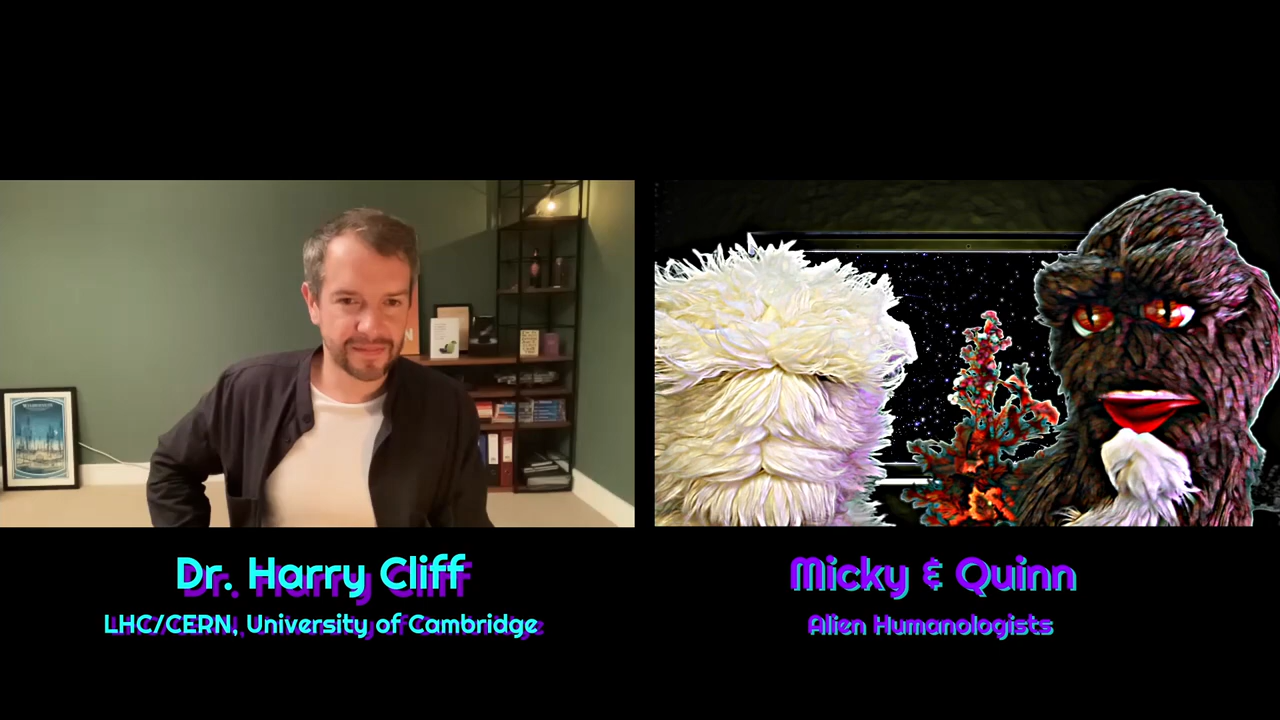 Dr. Harry Cliff
LHC/CERN, University of Cambridge
Micky & Quinn
Alien Humanologists